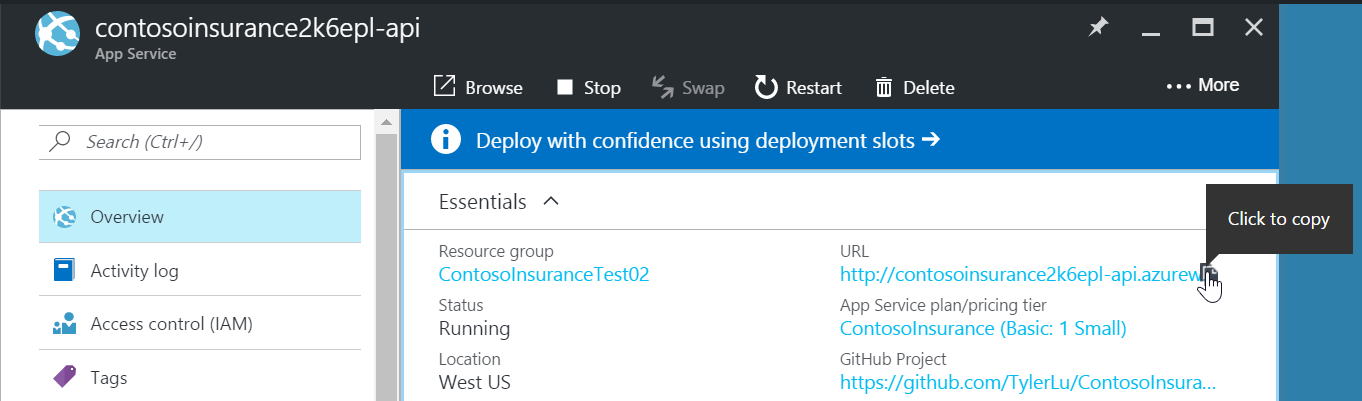 contosoinsurance2k6epl-api
App Service
Browse Stop Swap Restart Delete ••• More
Search (Ctrl+/)
Deploy with confidence using deployment slots →
Overview
Activity log
Access control (IAM)
Tags
Essentials
Click to copy
Resource group
ContosoInsuranceTest02
URL
http://contosoinsurance2k6epl-api.azurew
Status
Running
App Service plan/pricing tier
ContosoInsurance (Basic: 1 Small)
Location
West US
GitHub Project
https://github.com/TylerLu/ContosoInsura...